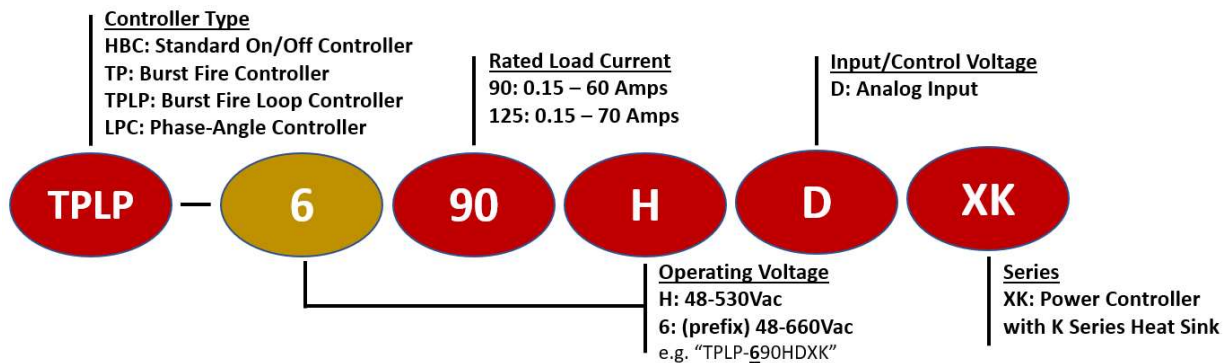 Controller Type
HBC: Standard On/Off Controller
TP: Burst Fire Controller
TPLP: Burst Fire Loop Controller
LPC: Phase-Angle Controller
Rated Load Current
90: 0.15 – 60 Amps
125: 0.15 – 70 Amps
Input/Control Voltage
D: Analog Input
TPLP – 6 90 H D XK
Operating Voltage
H: 48-530Vac
6: (prefix) 48-660Vac
e.g. “TPLP-690HDXK”
Series
XK: Power Controller
with K Series Heat Sink